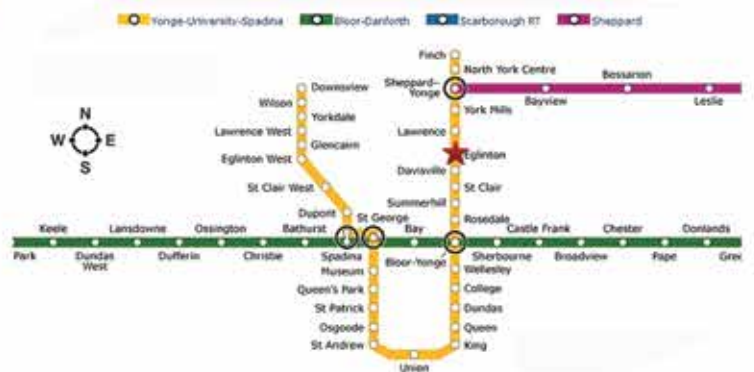 Yonge-University-Spadina Bloor-Danforth Scarborough RT Sheppard
Finch
North York Centre
Sheppard-
Yonge
Bessarion
Bayview
Leslie
York Mills
Lawrence
Eglinton
Davisville
St Clair
Summerhill
Rosedale
Downsview
Wilson
Yorkdale
Lawrence West
Glencairn
Eglinton West
St Clair West
Dupont
St George
N
W E
S
Keele
Lansdowne
Ossington
Bathurst
Bay
Castle Frank
Chester
Donlands
Park
Dundas
West
Dufferin
Christie
Spadina
Bloor-Yonge
Sherbourne
Broadview
Pape
Gree
Museum
Queen's Park
St Patrick
Osgoode
St Andrew
Union
Wellesley
College
Dundas
Queen
King